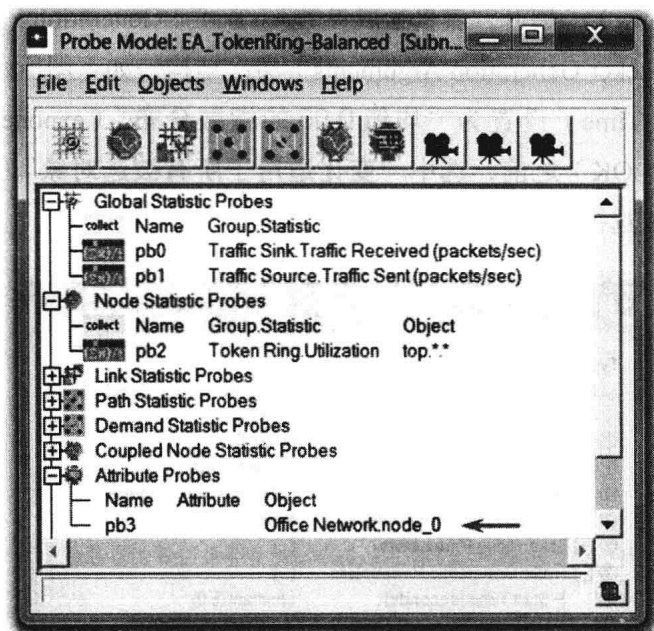 Probe Model: EA_TokenRing-Balanced [Subn...
File Edit Objects Windows Help
Global Statistic Probes
collect Name Group.Statistic
pb0 Traffic Sink.Traffic Received (packets/sec)
pb1 Traffic Source.Traffic Sent (packets/sec)
Node Statistic Probes
collect Name Group.Statistic Object
pb2 Token Ring.Utilization top.*.*
Link Statistic Probes
Path Statistic Probes
Demand Statistic Probes
Coupled Node Statistic Probes
Attribute Probes
Name Attribute Object
pb3 Office Network.node_0